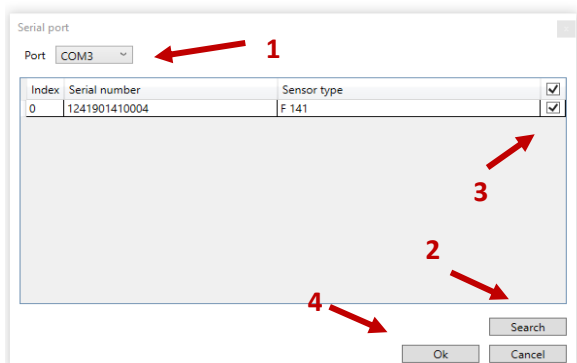 Serial port
Port COM3 1
Index Serial number Sensor type
0 1241901410004 F 141
3
2
4
Search
Ok Cancel